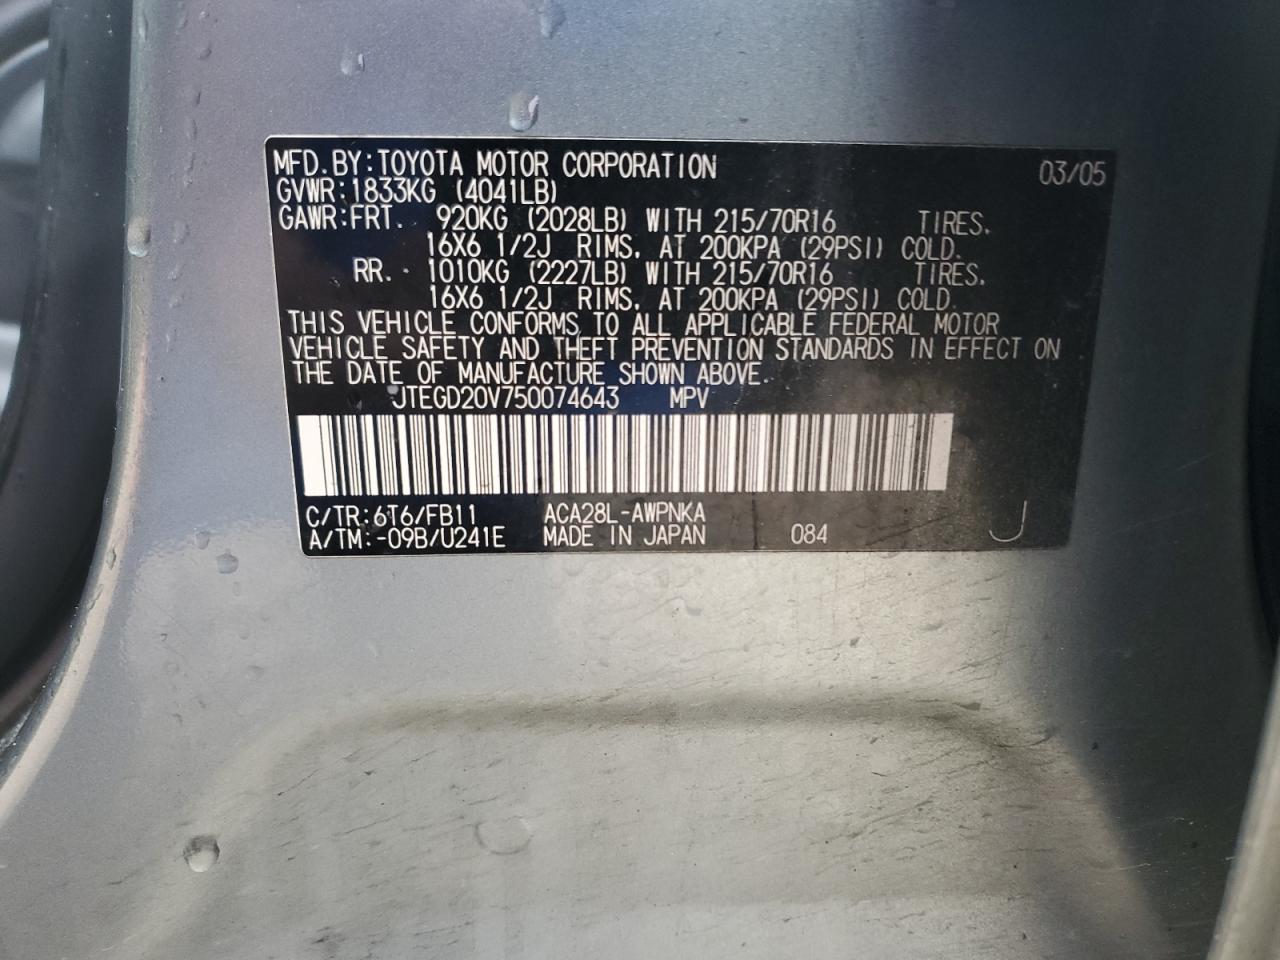 MFD.BY:TOYOTA MOTOR CORPORATION 03/05
GVWR:1833KG (4041LB)
GAWR:FRT. 920KG (2028LB) WITH 215/70R16 TIRES,
16X6 1/2J RIMS, AT 200KPA (29PSI) COLD.
RR. 1010KG (2227LB) WITH 215/70R16 TIRES,
16X6 1/2J RIMS, AT 200KPA (29PSI) COLD.
THIS VEHICLE CONFORMS TO ALL APPLICABLE FEDERAL MOTOR
VEHICLE SAFETY AND THEFT PREVENTION STANDARDS IN EFFECT ON
THE DATE OF MANUFACTURE SHOWN ABOVE.
JTEGD20V750074643 MPV
C/TR:6T6/FB11 ACA28L-AWPNKA
A/TM:-09B/U241E MADE IN JAPAN 084 J